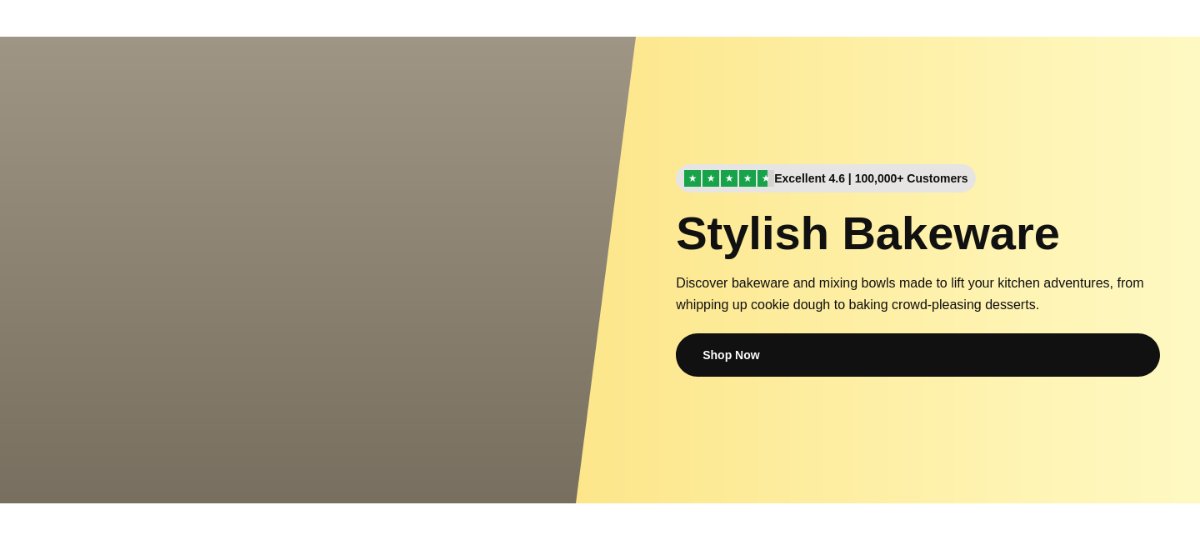 Excellent 4.6 | 100,000+ Customers
Stylish Bakeware
Discover bakeware and mixing bowls made to lift your kitchen adventures, from
whipping up cookie dough to baking crowd-pleasing desserts.
Shop Now